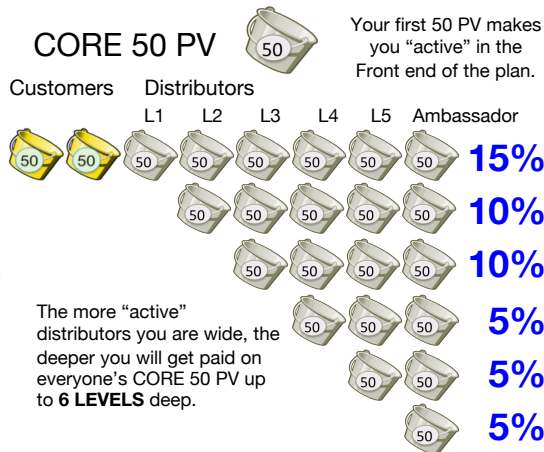 CORE 50 PV
50
Your first 50 PV makes
you “active” in the
Front end of the plan.
Customers Distributors
L1 L2 L3 L4 L5 Ambassador
50 50 50 50 50 50 50 50 15%
50 50 50 50 50 10%
50 50 50 50 10%
50 50 50 5%
50 50 5%
50 5%
The more “active”
distributors you are wide, the
deeper you will get paid on
everyone’s CORE 50 PV up
to 6 LEVELS deep.